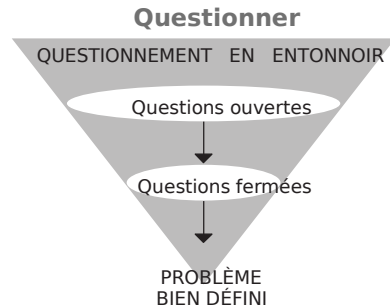 Questionner
QUESTIONNEMENT EN ENTONNOIR
Questions ouvertes
Questions fermées
PROBLÈME
BIEN DÉFINI